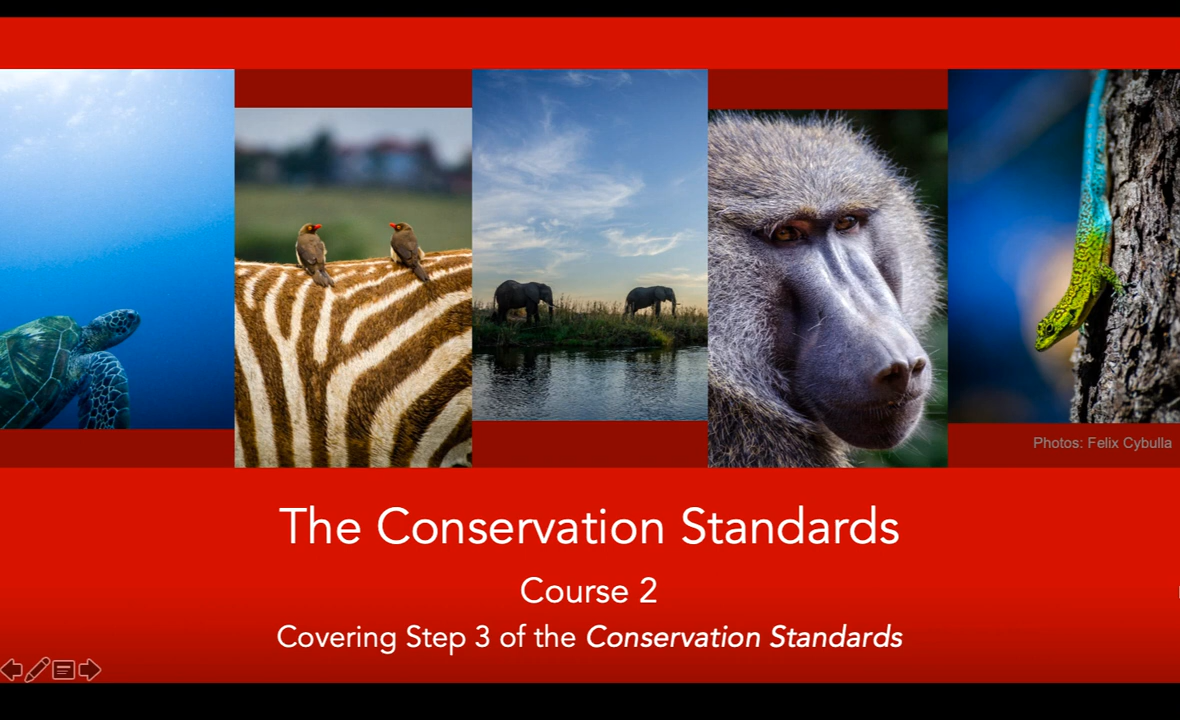 Photos: Felix Cybulla
The Conservation Standards
Course 2
Covering Step 3 of the Conservation Standards